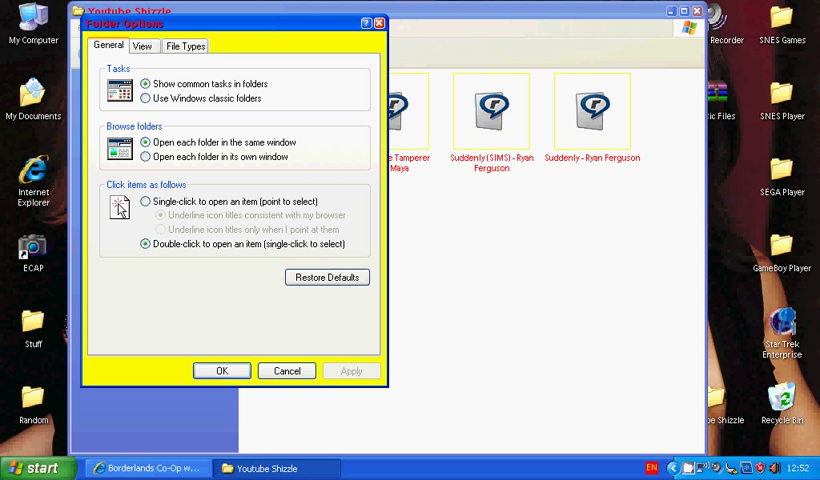 Youtube Shizzle
Folder Options
General
View
File Types
Tasks
Show common tasks in folders
Use Windows classic folders
Browse folders
Open each folder in the same window
Open each folder in its own window
Click items as follows
Single-click to open an item (point to select)
Underline icon titles consistent with my browser
Underline icon titles only when I point at them
Double-click to open an item (single-click to select)
Restore Defaults
OK
Cancel
Apply
Tamperer
Maya
Suddenly (SIMS) - Ryan
Ferguson
Suddenly - Ryan Ferguson
My Computer
My Documents
Internet
Explorer
ECAP
Stuff
Random
Recorder
SNES Games
SNES Player
SEGA Player
GameBoy Player
Star Trek
Enterprise
Shizzle
Recycle Bin
start
Borderlands Co-Op w...
Youtube Shizzle
EN
12:52